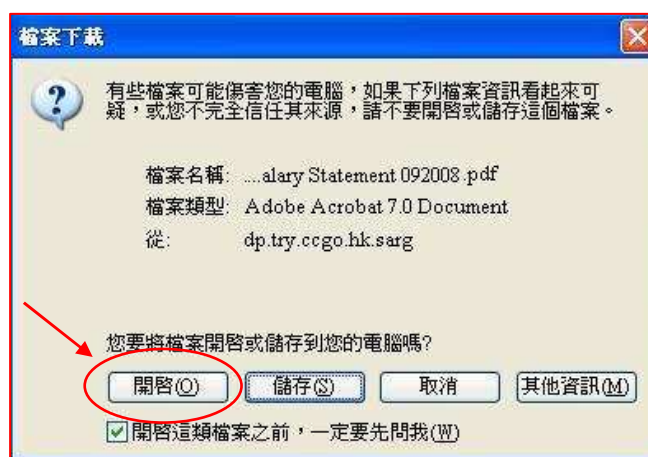 檔案下載
有些檔案可能傷害您的電腦，如果下列檔案資訊看起來可
疑，或您不完全信任其來源，請不要開啓或儲存這個檔案。
檔案名稱: ....alary Statement 092008.pdf
檔案類型: Adobe Acrobat 7.0 Document
從: dp.try.ccgo.hk.sarg
您要將檔案開啓或儲存到您的電腦嗎?
開啓(O) 儲存(S) 取消 其他資訊(M)
開啓這類檔案之前，一定要先問我(W)